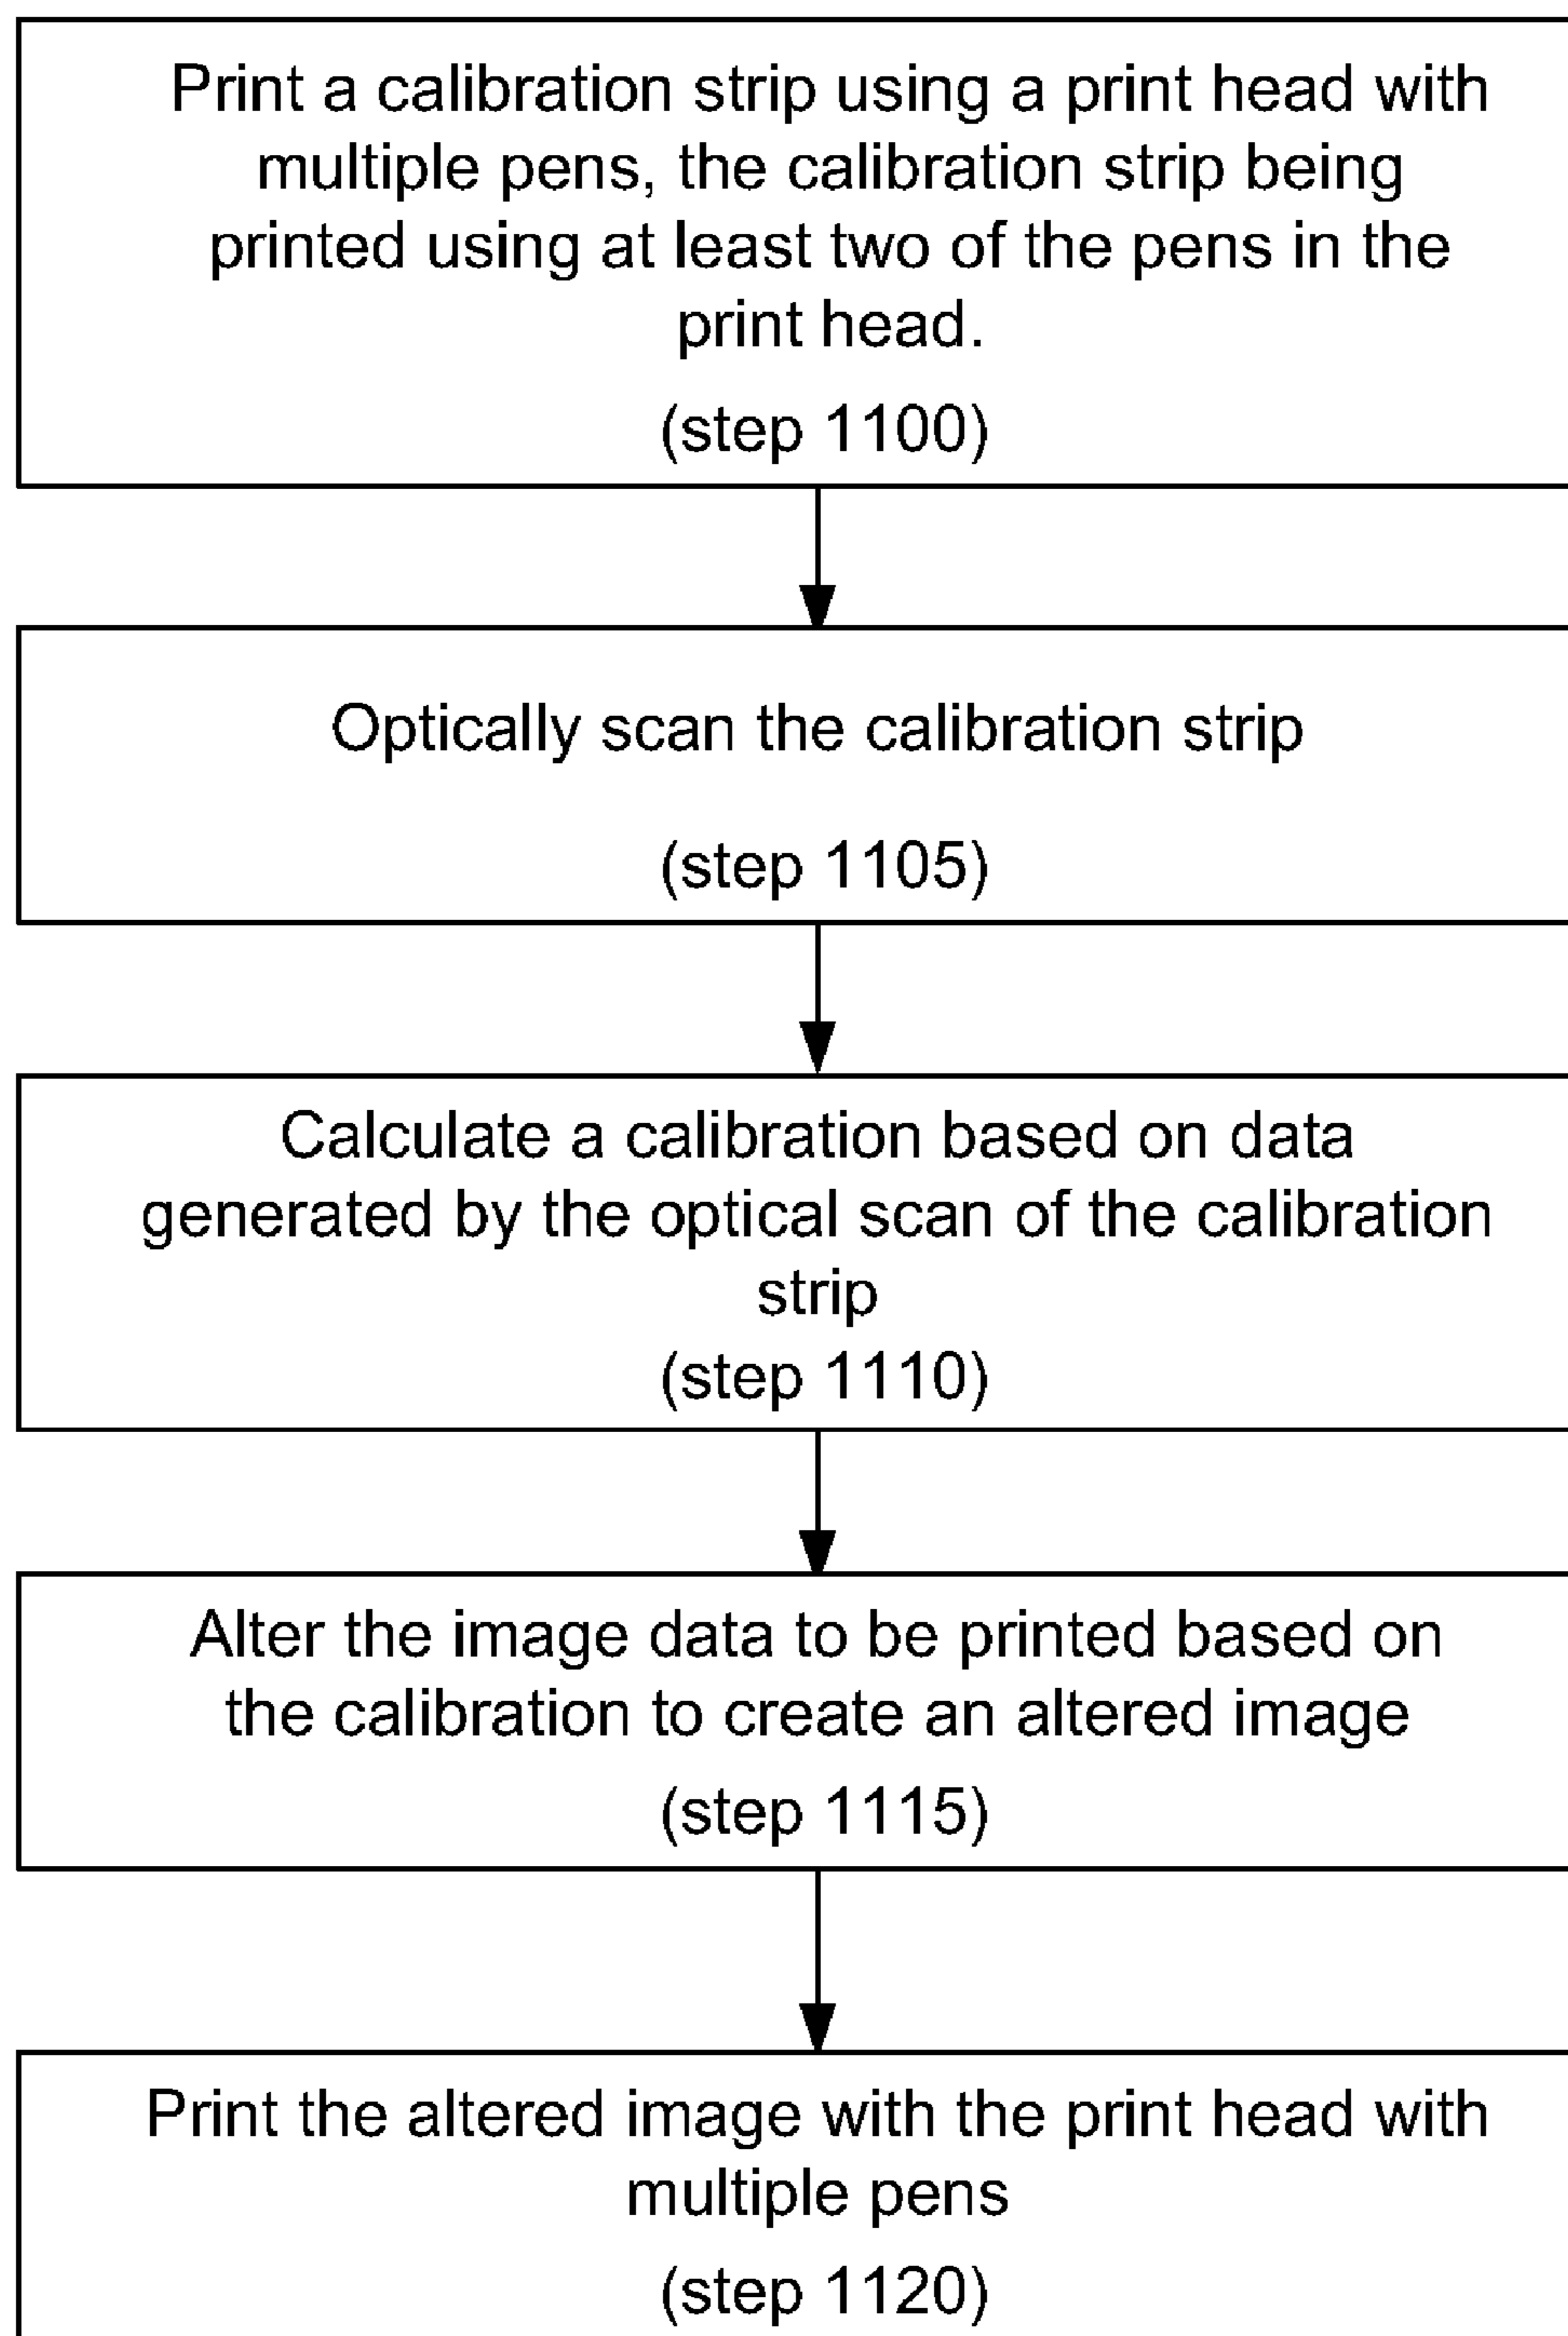 Print a calibration strip using a print head with
multiple pens, the calibration strip being
printed using at least two of the pens in the
print head.
(step 1100)
Optically scan the calibration strip
(step 1105)
Calculate a calibration based on data
generated by the optical scan of the calibration
strip
(step 1110)
Alter the image data to be printed based on
the calibration to create an altered image
(step 1115)
Print the altered image with the print head with
multiple pens
(step 1120)